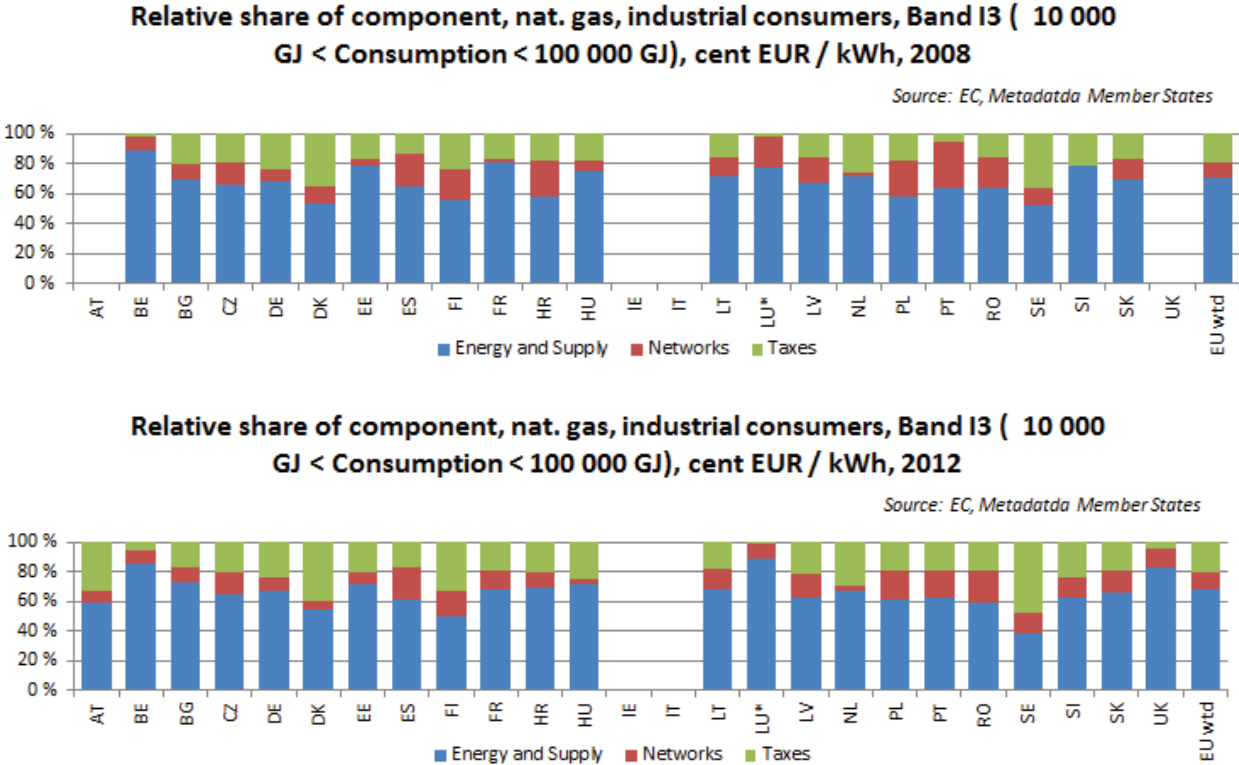 Relative share of component, nat. gas, industrial consumers, Band I3 ( 10 000
GJ < Consumption < 100 000 GJ), cent EUR / kWh, 2008
Source: EC, Metadatda Member States
100 %
80 %
60 %
40 %
20 %
0 %
AT BE BG CZ DE DK EE ES FI FR HR HU IE IT LT LU* LV NL PL PT RO SE SI SK UK EU wtd
Energy and Supply Networks Taxes
Relative share of component, nat. gas, industrial consumers, Band I3 ( 10 000
GJ < Consumption < 100 000 GJ), cent EUR / kWh, 2012
Source: EC, Metadatda Member States
100 %
80 %
60 %
40 %
20 %
0 %
AT BE BG CZ DE DK EE ES FI FR HR HU IE IT LT LU* LV NL PL PT RO SE SI SK UK EU wtd
Energy and Supply Networks Taxes